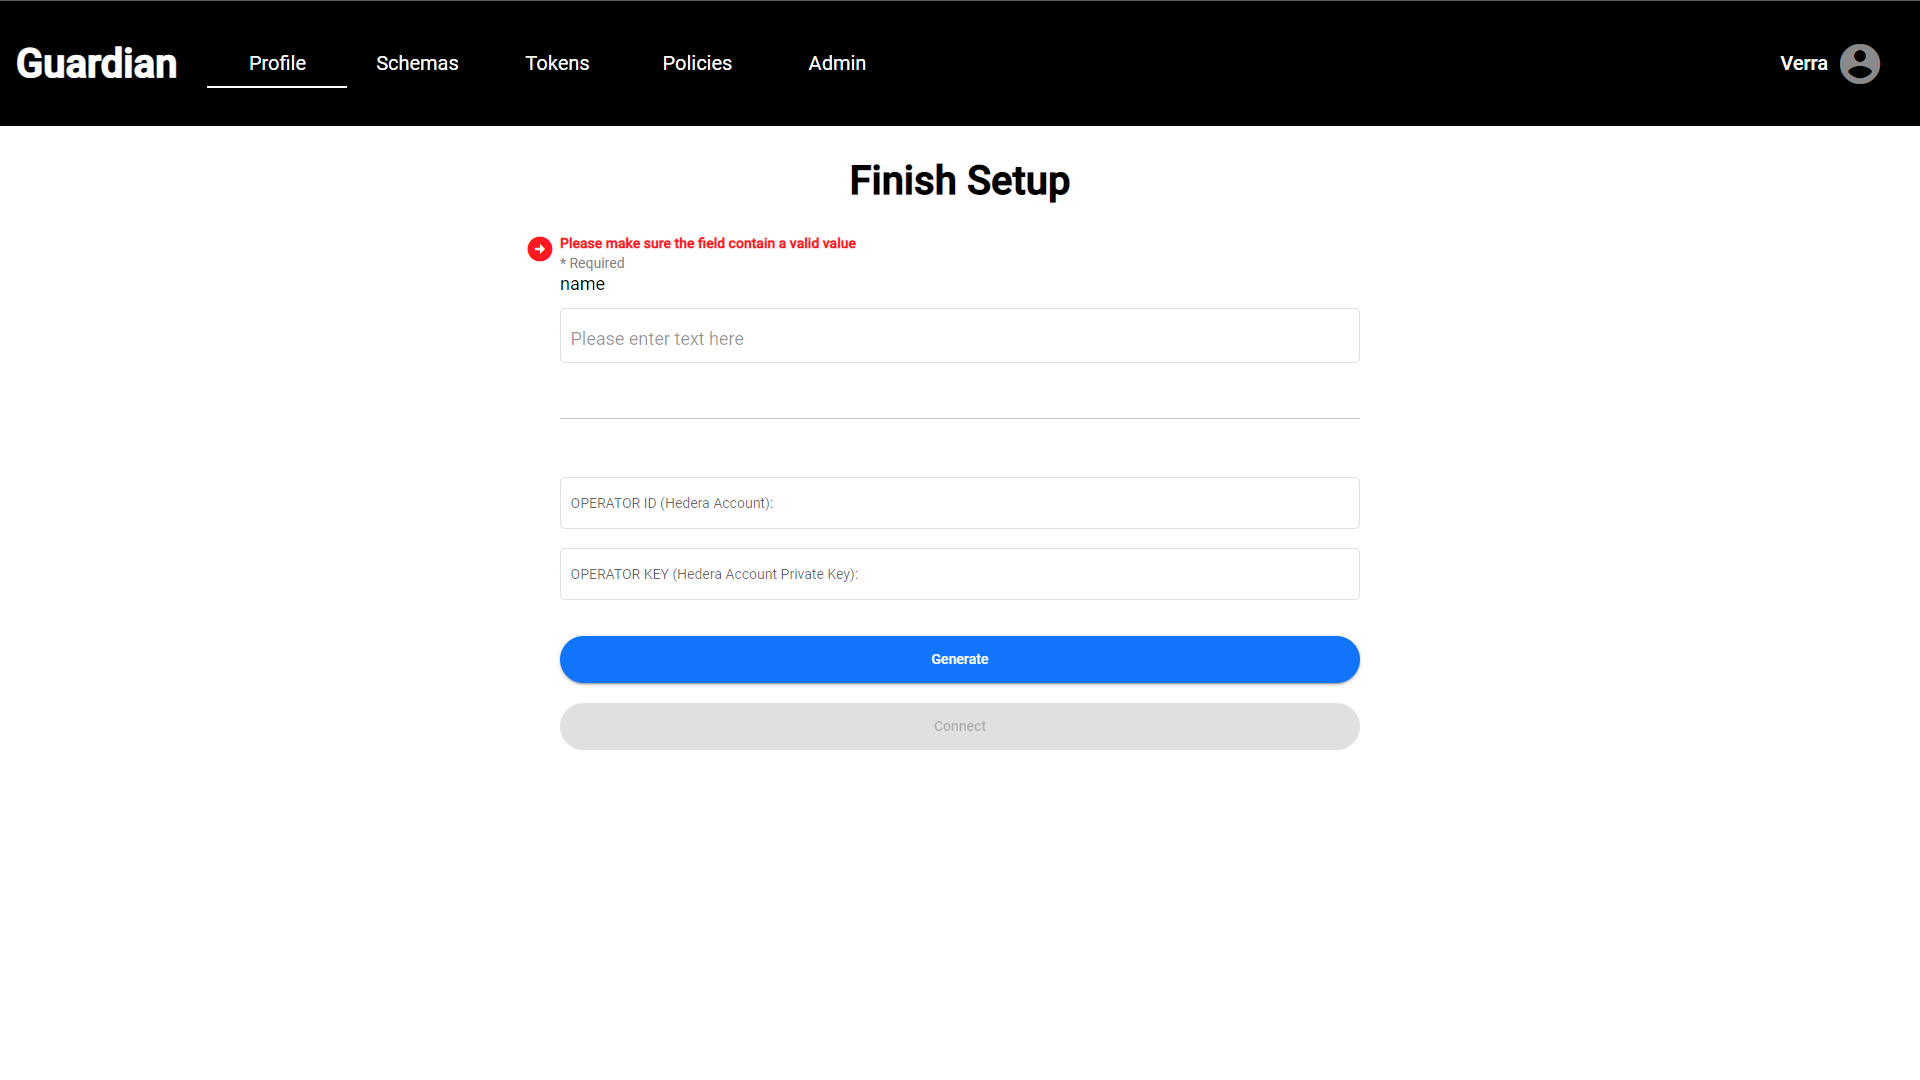 Guardian
Profile
Schemas
Tokens
Policies
Admin
Verra
Finish Setup
Please make sure the field contain a valid value
* Required
name
Please enter text here
OPERATOR ID (Hedera Account):
OPERATOR KEY (Hedera Account Private Key):
Generate
Connect